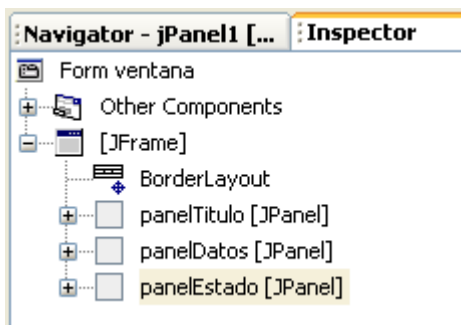 Navigator - jPanel1 [... Inspector
Form ventana
Other Components
[JFrame]
BorderLayout
panelTitulo [JPanel]
panelDatos [JPanel]
panelEstado [JPanel]